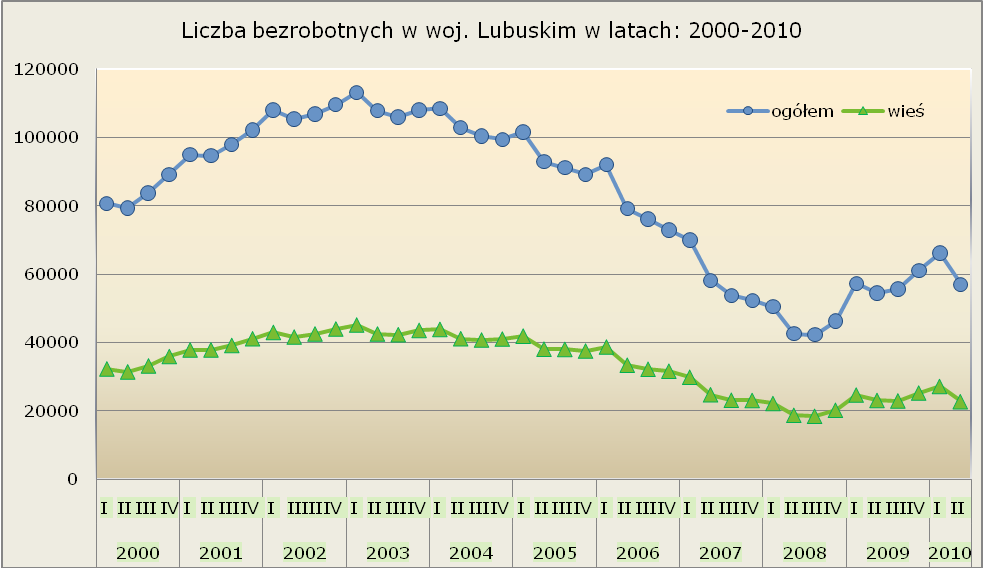 Liczba bezrobotnych w woj. Lubuskim w latach: 2000-2010
120000
ogółem wieś
100000
80000
60000
40000
20000
0
I II III IV I II III IV I II III IV I II III IV I II III IV I II III IV I II III IV I II III IV I II III IV I II III IV I II
2000 2001 2002 2003 2004 2005 2006 2007 2008 2009 2010